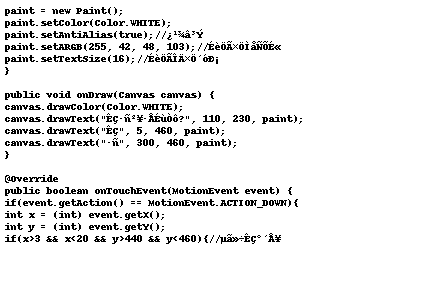 paint = new Paint();
paint.setColor(Color.WHITE);
paint.setAntiAlias(true);//¿¹¾â³Ý
paint.setARGB(255, 42, 48, 103);//ÉèÖÃ×ÖÌåÑÕÉ«
paint.setTextSize(16);//ÉèÖÃÎÄ×Ö´óÐ¡
}

public void onDraw(Canvas canvas) {
canvas.drawColor(Color.WHITE);
canvas.drawText("ÊÇ·ñ²¥·ÅÉùÒô?", 110, 230, paint);
canvas.drawText("ÊÇ", 5, 460, paint);
canvas.drawText("·ñ", 300, 460, paint);
}

@Override
public boolean onTouchEvent(MotionEvent event) {
if(event.getAction() == MotionEvent.ACTION_DOWN){
int x = (int) event.getX();
int y = (int) event.getY();
if(x>3 && x<20 && y>440 && y<460){//µã»÷ÊÇ°´Å¥